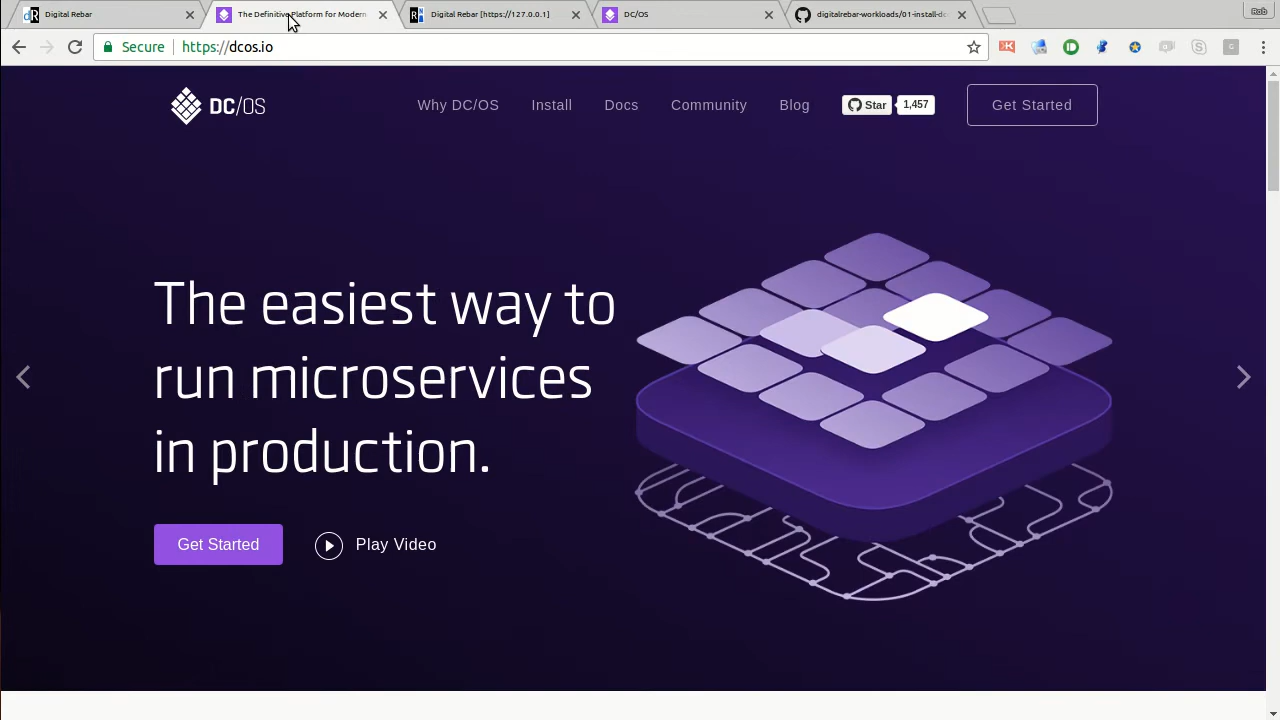 Digital Rebar
The Definitive Platform for Modern
Digital Rebar [https://127.0.0.1]
DC/OS
digitalrebar-workloads/01-install-dc
Rob
Secure
https://dcos.io
DC/OS
Why DC/OS
Install
Docs
Community
Blog
Star
1,457
Get Started
The easiest way to
run microservices
in production.
Get Started
Play Video